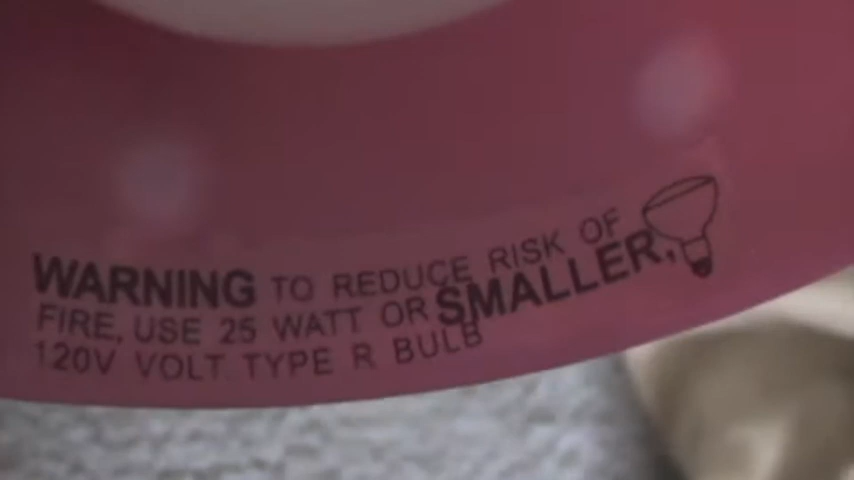 WARNING TO REDUCE RISK OF
FIRE, USE 25 WATT OR SMALLER,
120V VOLT TYPE R BULB